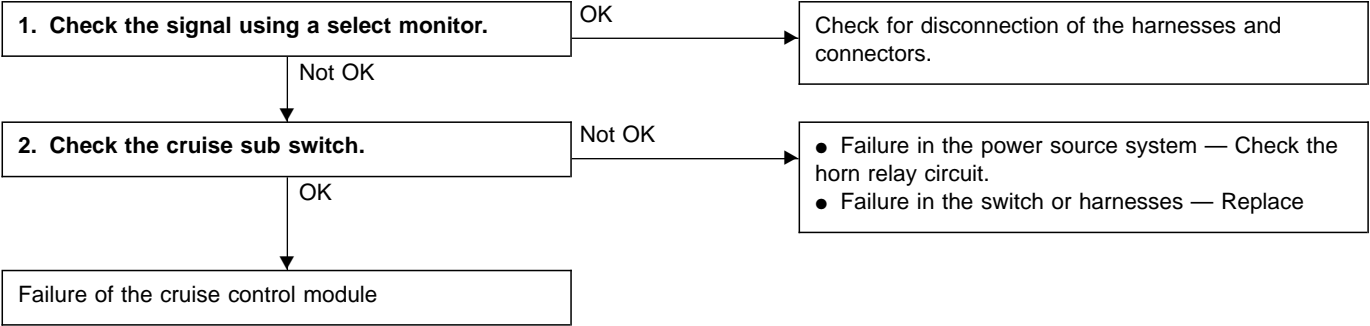 1. Check the signal using a select monitor.
OK
Check for disconnection of the harnesses and
connectors.
Not OK
2. Check the cruise sub switch.
Not OK
● Failure in the power source system — Check the
horn relay circuit.
● Failure in the switch or harnesses — Replace
OK
Failure of the cruise control module